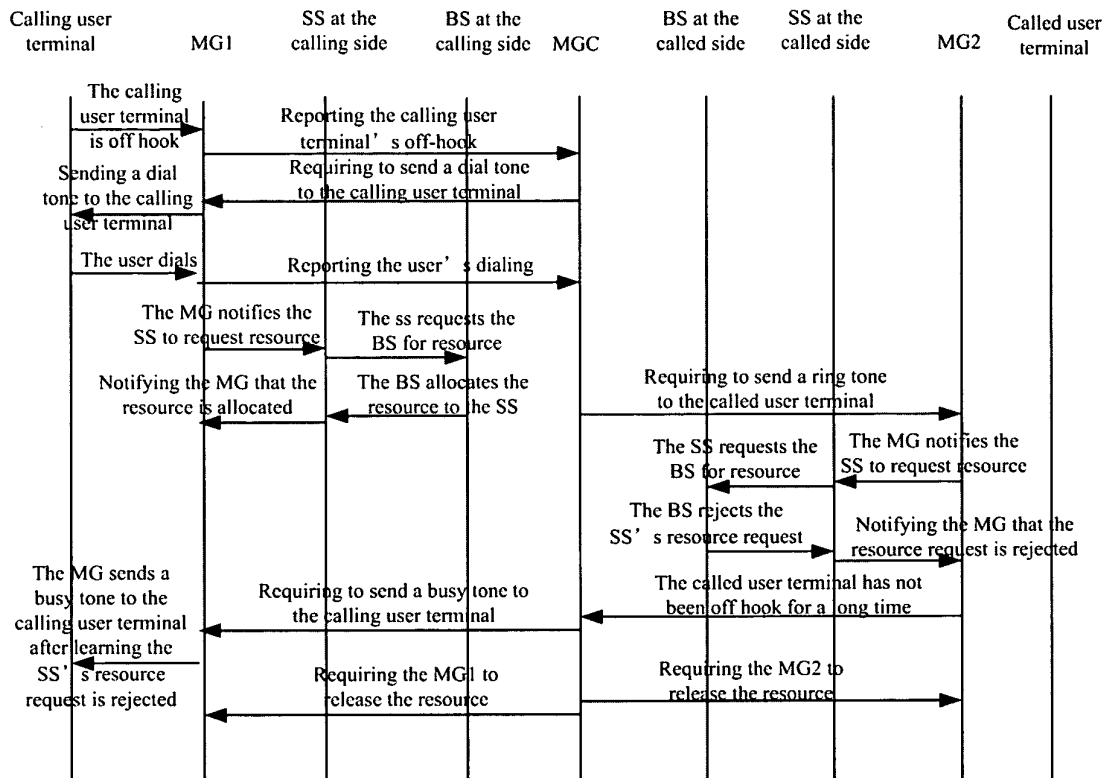 Calling user
terminal
MG1
SS at the
calling side
BS at the
calling side
MGC
BS at the
called side
SS at the
called side
MG2
Called user
terminal
The calling
user terminal
is off hook
Reporting the calling user
terminal's off-hook
Sending a dial
tone to the calling
user terminal
Requiring to send a dial tone
to the calling user terminal
The user dials
Reporting the user's dialing
The MG notifies the
SS to request resource
The ss requests the
BS for resource
Notifying the MG that the
resource is allocated
The BS allocates the
resource to the SS
Requiring to send a ring tone
to the called user terminal
The SS requests the
BS for resource
The MG notifies the
SS to request resource
The BS rejects the
SS's resource request
Notifying the MG that the
resource request is rejected
The MG sends a
busy tone to the
calling user terminal
after learning the
SS's resource
request is rejected
Requiring to send a busy tone to
the calling user terminal
The called user terminal has not
been off hook for a long time
Requiring the MG1 to
release the resource
Requiring the MG2 to
release the resource